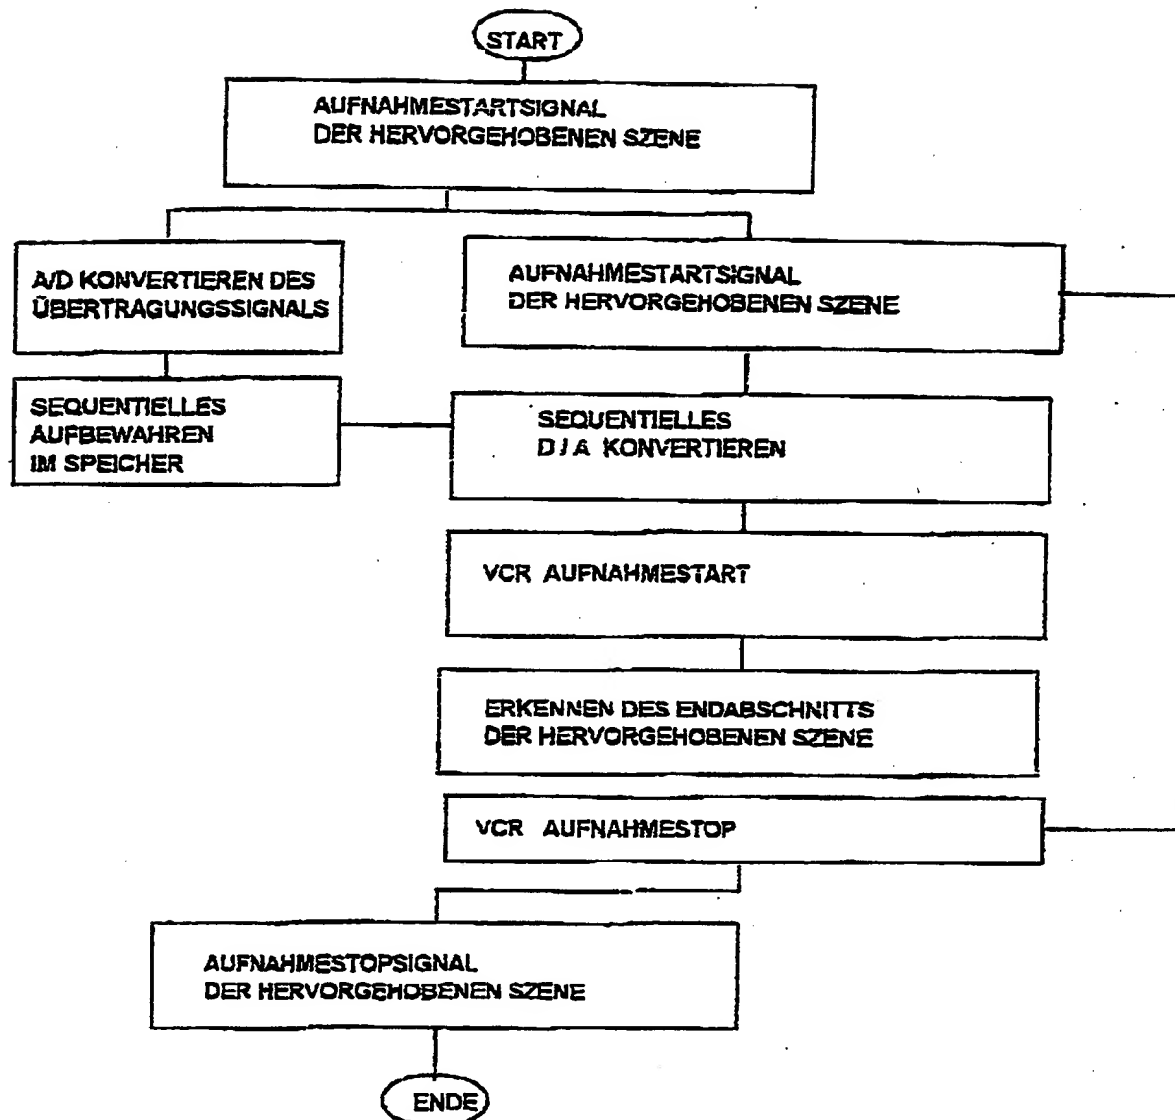 START
AUFNAHMESTARTSIGNAL
DER HERVORGEHOBENEN SZENE
A/D KONVERTIEREN DES
ÜBERTRAGUNGSSIGNALS
AUFNAHMESTARTSIGNAL
DER HERVORGEHOBENEN SZENE
SEQUENTIELLES
AUFBEWAHREN
IM SPEICHER
SEQUENTIELLES
D / A KONVERTIEREN
VCR AUFNAHMESTART
ERKENNEN DES ENDABSCHNITTS
DER HERVORGEHOBENEN SZENE
VCR AUFNAHMESTOP
AUFNAHMESTOPSIGNAL
DER HERVORGEHOBENEN SZENE
ENDE